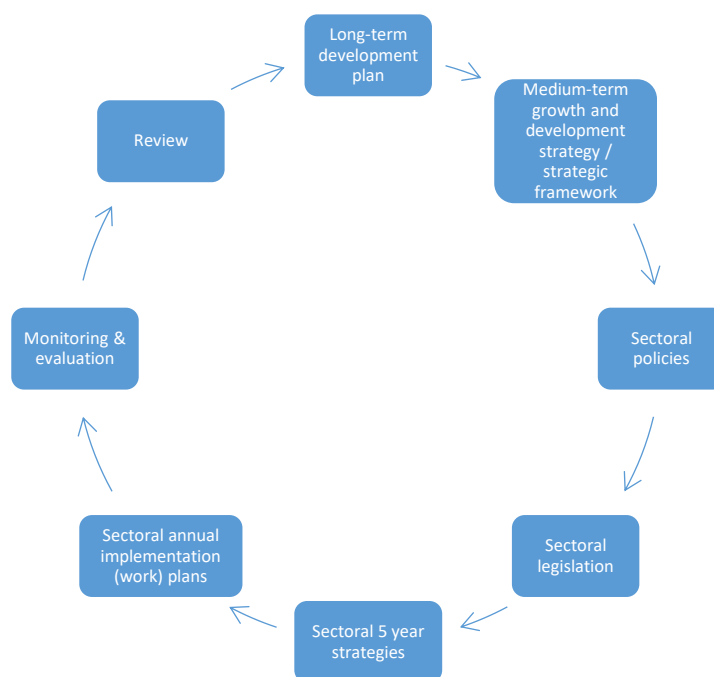 Long-term
development
plan
Medium-term
growth and
development
strategy /
strategic
framework
Sectoral
policies
Sectoral
legislation
Sectoral 5 year
strategies
Sectoral annual
implementation
(work) plans
Monitoring &
evaluation
Review